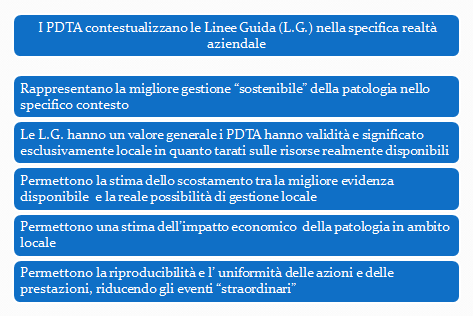 I PDTA contestualizzano le Linee Guida (L.G.) nella specifica realtà
aziendale
Rappresentano la migliore gestione “sostenibile” della patologia nello
specifico contesto
Le L.G. hanno un valore generale i PDTA hanno validità e significato
esclusivamente locale in quanto tarati sulle risorse realmente disponibili
Permettono la stima dello scostamento tra la migliore evidenza
disponibile e la reale possibilità di gestione locale
Permettono una stima dell’impatto economico della patologia in ambito
locale
Permettono la riproducibilità e l’ uniformità delle azioni e delle
prestazioni, riducendo gli eventi “straordinari”